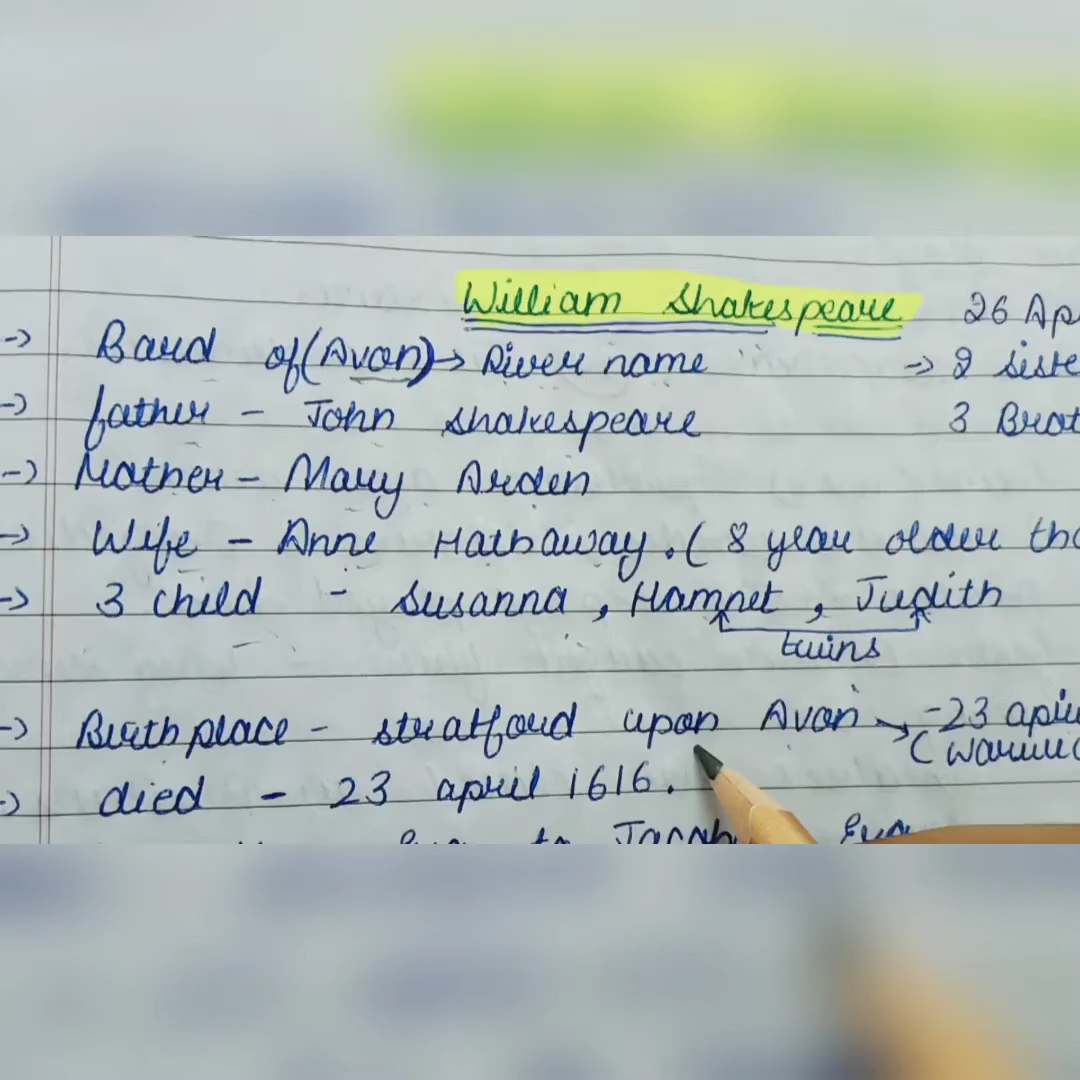 William Shakespeare 26 Ap
→ Bard of (Avon) → River name → 2 siste
→ father - John Shakespeare 3 Brot
→ Mother - Mary Arden
→ Wife - Anne Hathaway. ( 8 year older tha
→ 3 child - Susanna, Hamnet, Judith
twins
→ Birth place - stratford upon Avon → - 23 apri
( warwic
→ died - 23 april 1616.
to Jacob